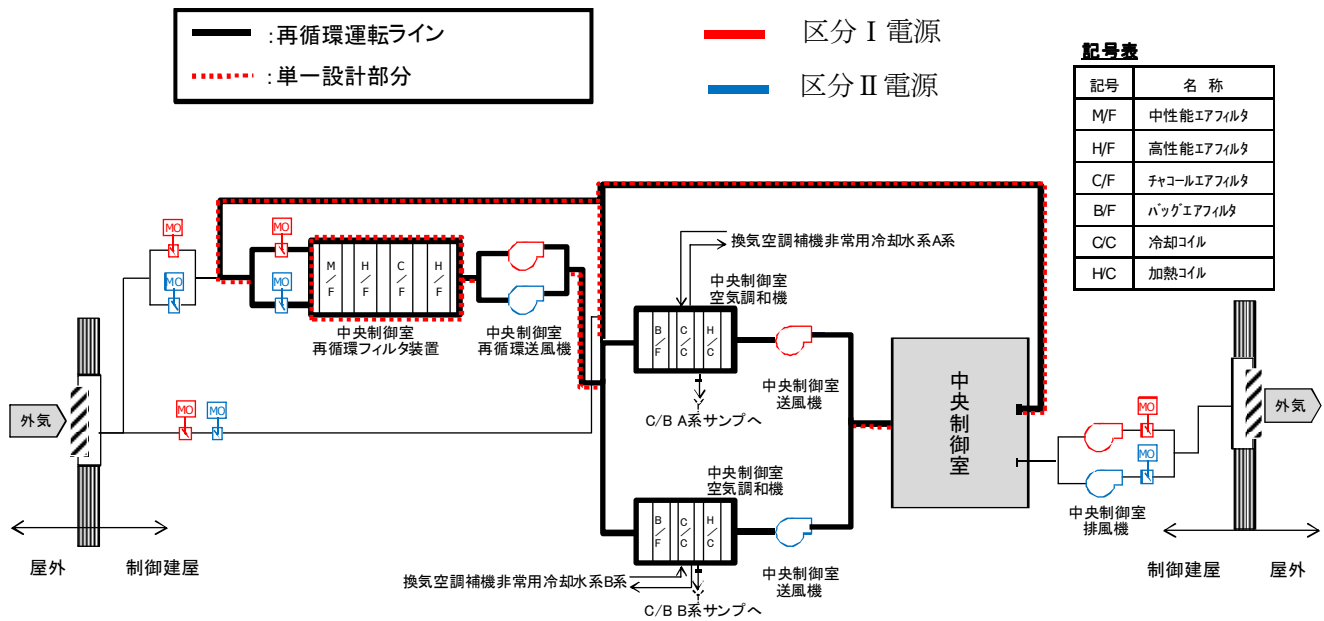 :再循環運転ライン
:単一設計部分
区分Ⅰ電源
区分Ⅱ電源
記号表
記号 名 称
M/F 中性能エアフィルタ
H/F 高性能エアフィルタ
C/F チャコールエアフィルタ
B/F バッグエアフィルタ
C/C 冷却コイル
H/C 加熱コイル
MO
MO
MO
MO
M/F
H/F
C/F
H/F
中央制御室
再循環フィルタ装置
中央制御室
再循環送風機
換気空調補機非常用冷却水系A系
中央制御室
空気調和機
B/F
C/C
H/C
中央制御室
送風機
C/B A系サンプへ
外気
MO
MO
中央制御室
MO
MO
中央制御室
排風機
外気
中央制御室
空気調和機
B/F
C/C
H/C
中央制御室
送風機
換気空調補機非常用冷却水系B系
C/B B系サンプへ
屋外
制御建屋
制御建屋
屋外